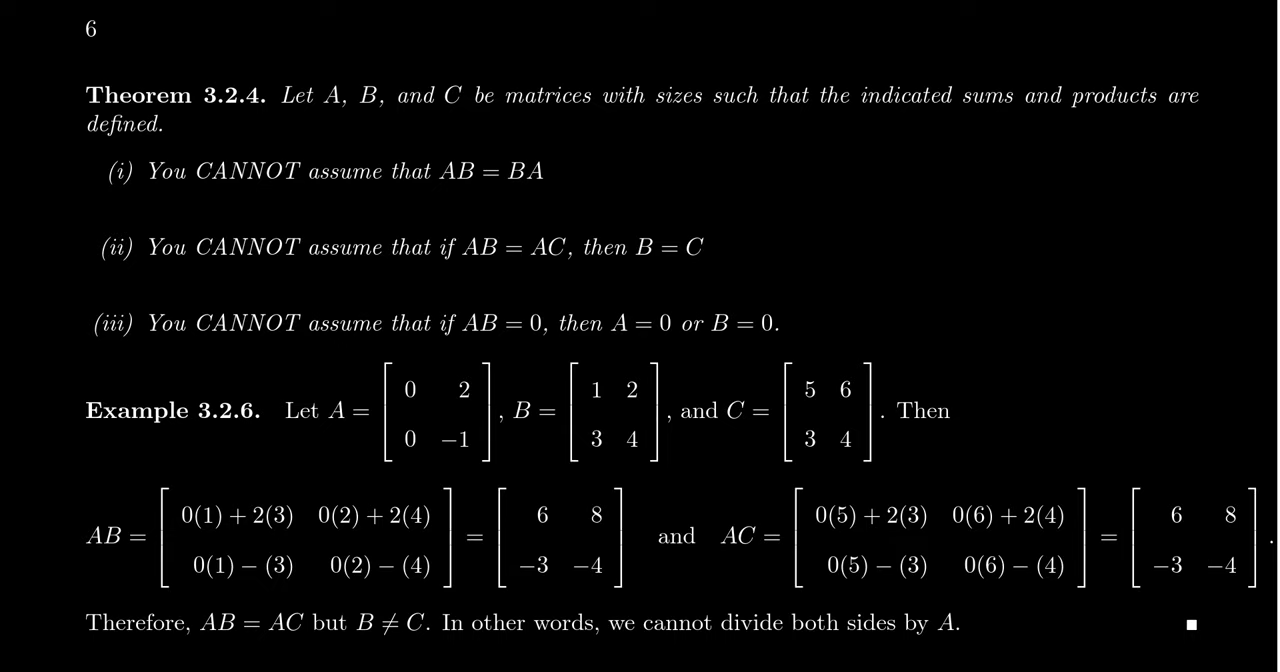 6
Theorem 3.2.4. Let A, B, and C be matrices with sizes such that the indicated sums and products are
defined.
(i) You CANNOT assume that AB = BA
(ii) You CANNOT assume that if AB = AC, then B = C
(iii) You CANNOT assume that if AB = 0, then A = 0 or B = 0.
Example 3.2.6. Let A = [0 2; 0 −1], B = [1 2; 3 4], and C = [5 6; 3 4]. Then
AB = [0(1) + 2(3) 0(2) + 2(4); 0(1) − (3) 0(2) − (4)] = [6 8; −3 −4] and AC = [0(5) + 2(3) 0(6) + 2(4); 0(5) − (3) 0(6) − (4)] = [6 8; −3 −4].
Therefore, AB = AC but B ≠ C. In other words, we cannot divide both sides by A. ■